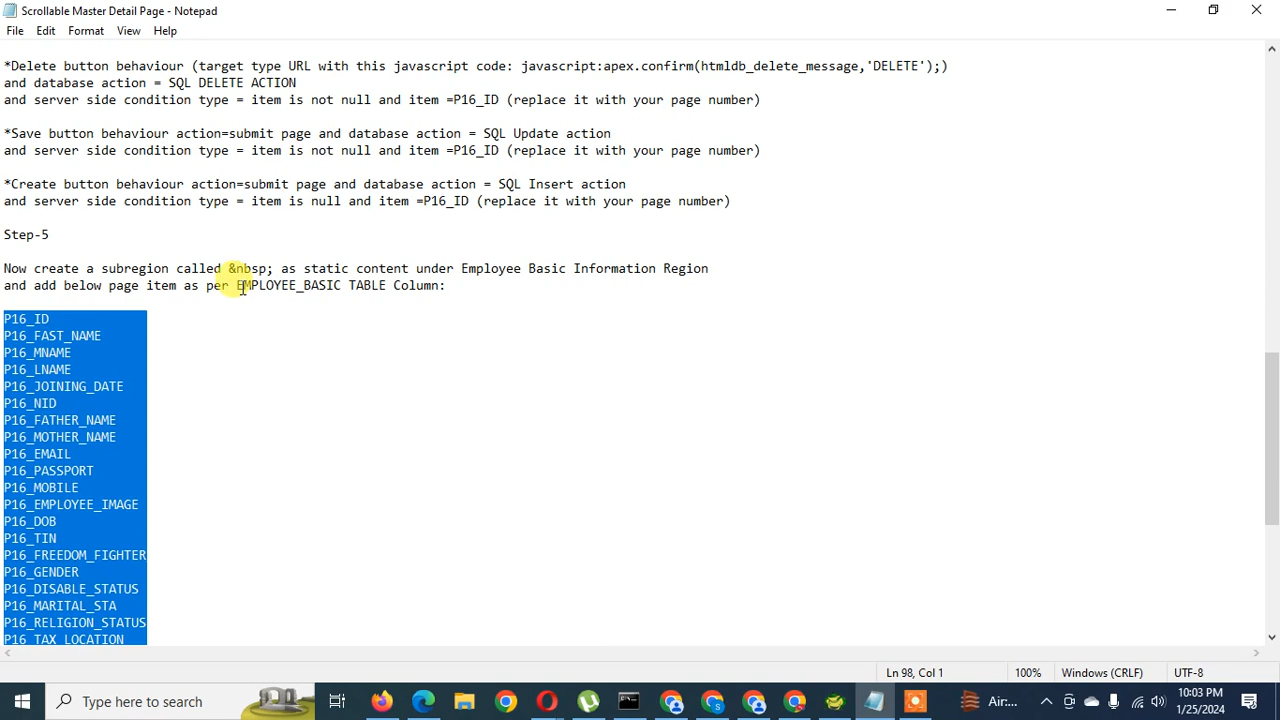 Scrollable Master Detail Page - Notepad
File Edit Format View Help
*Delete button behaviour (target type URL with this javascript code: javascript:apex.confirm(htmldb_delete_message,'DELETE');)
and database action = SQL DELETE ACTION
and server side condition type = item is not null and item =P16_ID (replace it with your page number)
*Save button behaviour action=submit page and database action = SQL Update action
and server side condition type = item is not null and item =P16_ID (replace it with your page number)
*Create button behaviour action=submit page and database action = SQL Insert action
and server side condition type = item is null and item =P16_ID (replace it with your page number)
Step-5
Now create a subregion called &nbsp; as static content under Employee Basic Information Region
and add below page item as per EMPLOYEE_BASIC TABLE Column:
P16_ID
P16_FAST_NAME
P16_MNAME
P16_LNAME
P16_JOINING_DATE
P16_NID
P16_FATHER_NAME
P16_MOTHER_NAME
P16_EMAIL
P16_PASSPORT
P16_MOBILE
P16_EMPLOYEE_IMAGE
P16_DOB
P16_TIN
P16_FREEDOM_FIGHTER
P16_GENDER
P16_DISABLE_STATUS
P16_MARITAL_STA
P16_RELIGION_STATUS
P16_TAX_LOCATION
Ln 98, Col 1 100% Windows (CRLF) UTF-8
Type here to search
Air:...
10:03 PM
1/25/2024